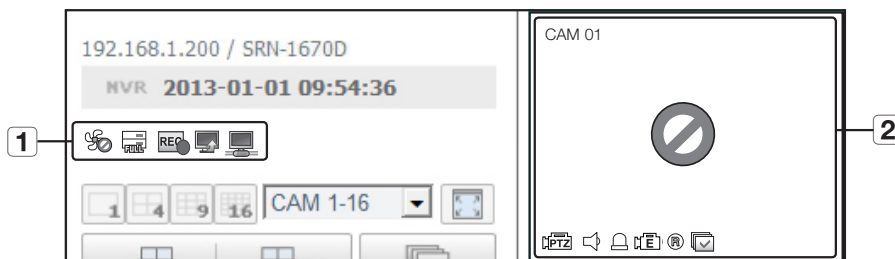 192.168.1.200 / SRN-1670D
NVR 2013-01-01 09:54:36
1
FULL
REC
1 4 9 16 CAM 1-16
CAM 01
2
PTZ E R